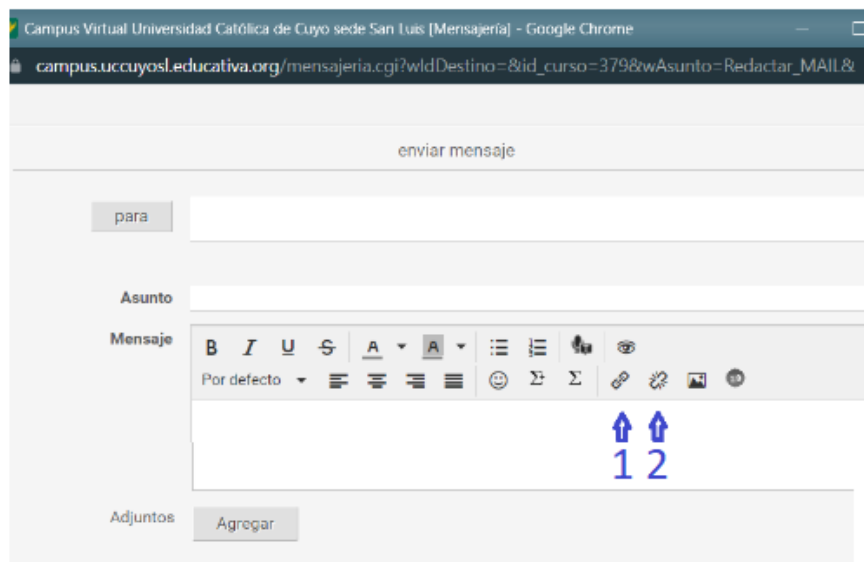 Campus Virtual Universidad Católica de Cuyo sede San Luis [Mensajería] - Google Chrome
campus.uccuyosl.educativa.org/mensajeria.cgi?wIdDestino=&id_curso=379&wAsunto=Redactar_MAIL&
enviar mensaje
para
Asunto
Mensaje
B I U S A A
Por defecto Σ+ Σ
1 2
Adjuntos
Agregar